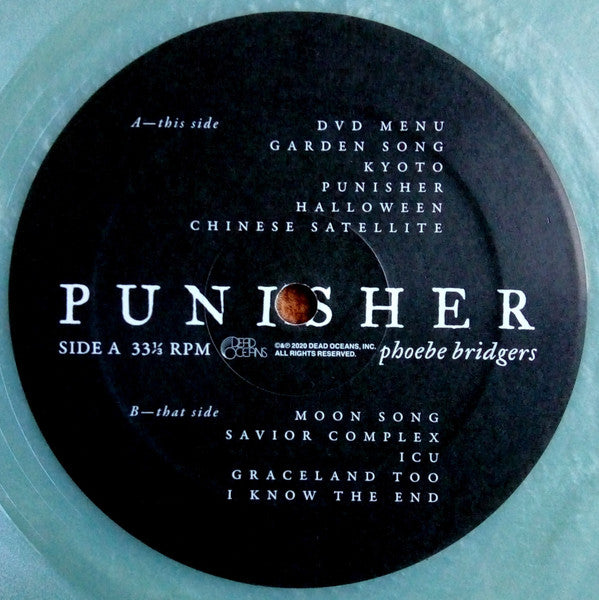 A—this side
DVD MENU
GARDEN SONG
KYOTO
PUNISHER
HALLOWEEN
CHINESE SATELLITE
PUNISHER
SIDE A 33⅓ RPM
DEAD OCEANS
©&℗ 2020 DEAD OCEANS, INC.
ALL RIGHTS RESERVED.
phoebe bridgers
B—that side
MOON SONG
SAVIOR COMPLEX
ICU
GRACELAND TOO
I KNOW THE END